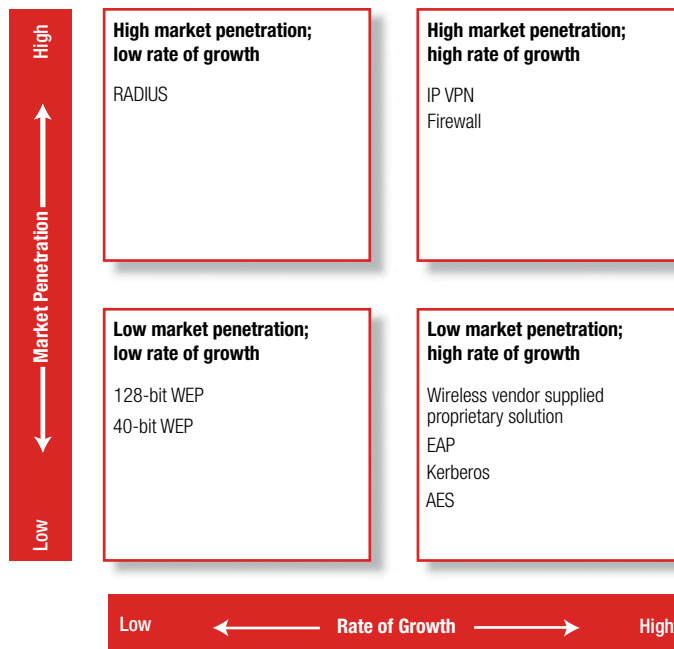 High
Market Penetration
Low
High market penetration;
low rate of growth
RADIUS
High market penetration;
high rate of growth
IP VPN
Firewall
Low market penetration;
low rate of growth
128-bit WEP
40-bit WEP
Low market penetration;
high rate of growth
Wireless vendor supplied
proprietary solution
EAP
Kerberos
AES
Low
Rate of Growth
High